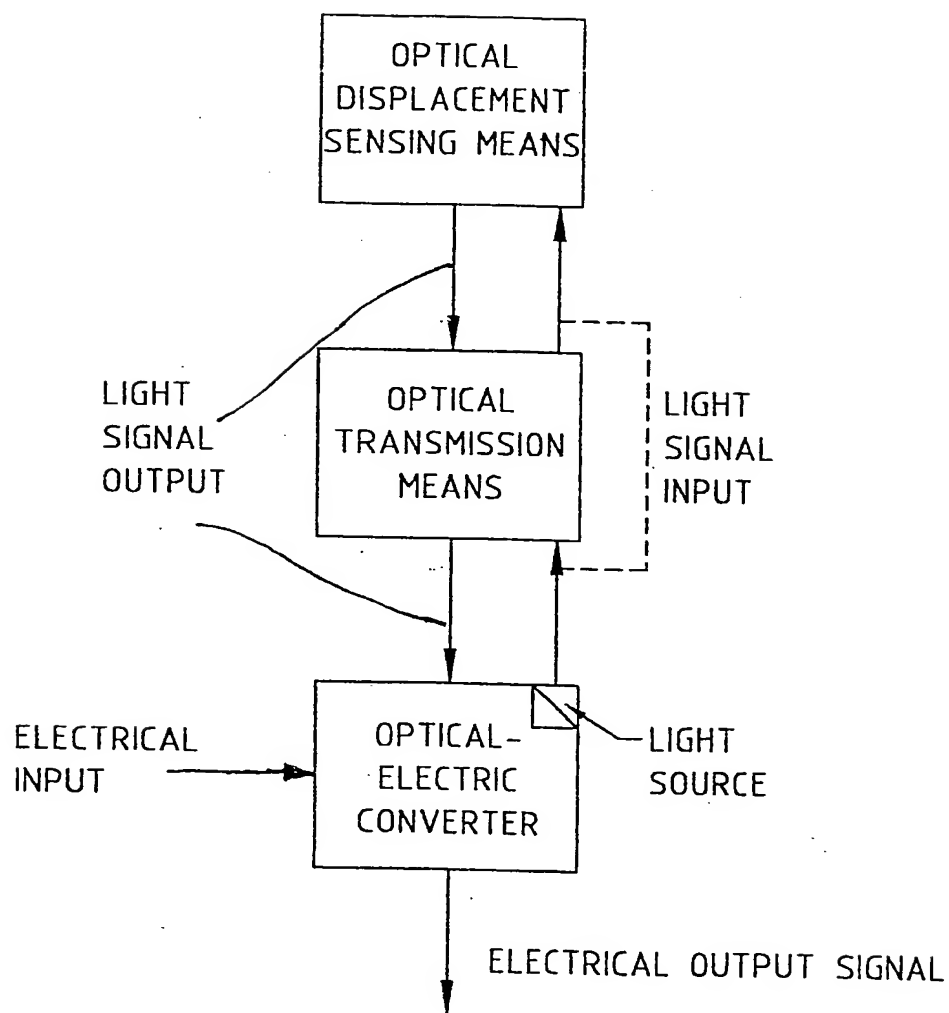 OPTICAL
DISPLACEMENT
SENSING MEANS
LIGHT
SIGNAL
OUTPUT
OPTICAL
TRANSMISSION
MEANS
LIGHT
SIGNAL
INPUT
ELECTRICAL
INPUT
OPTICAL-
ELECTRIC
CONVERTER
LIGHT
SOURCE
ELECTRICAL OUTPUT SIGNAL